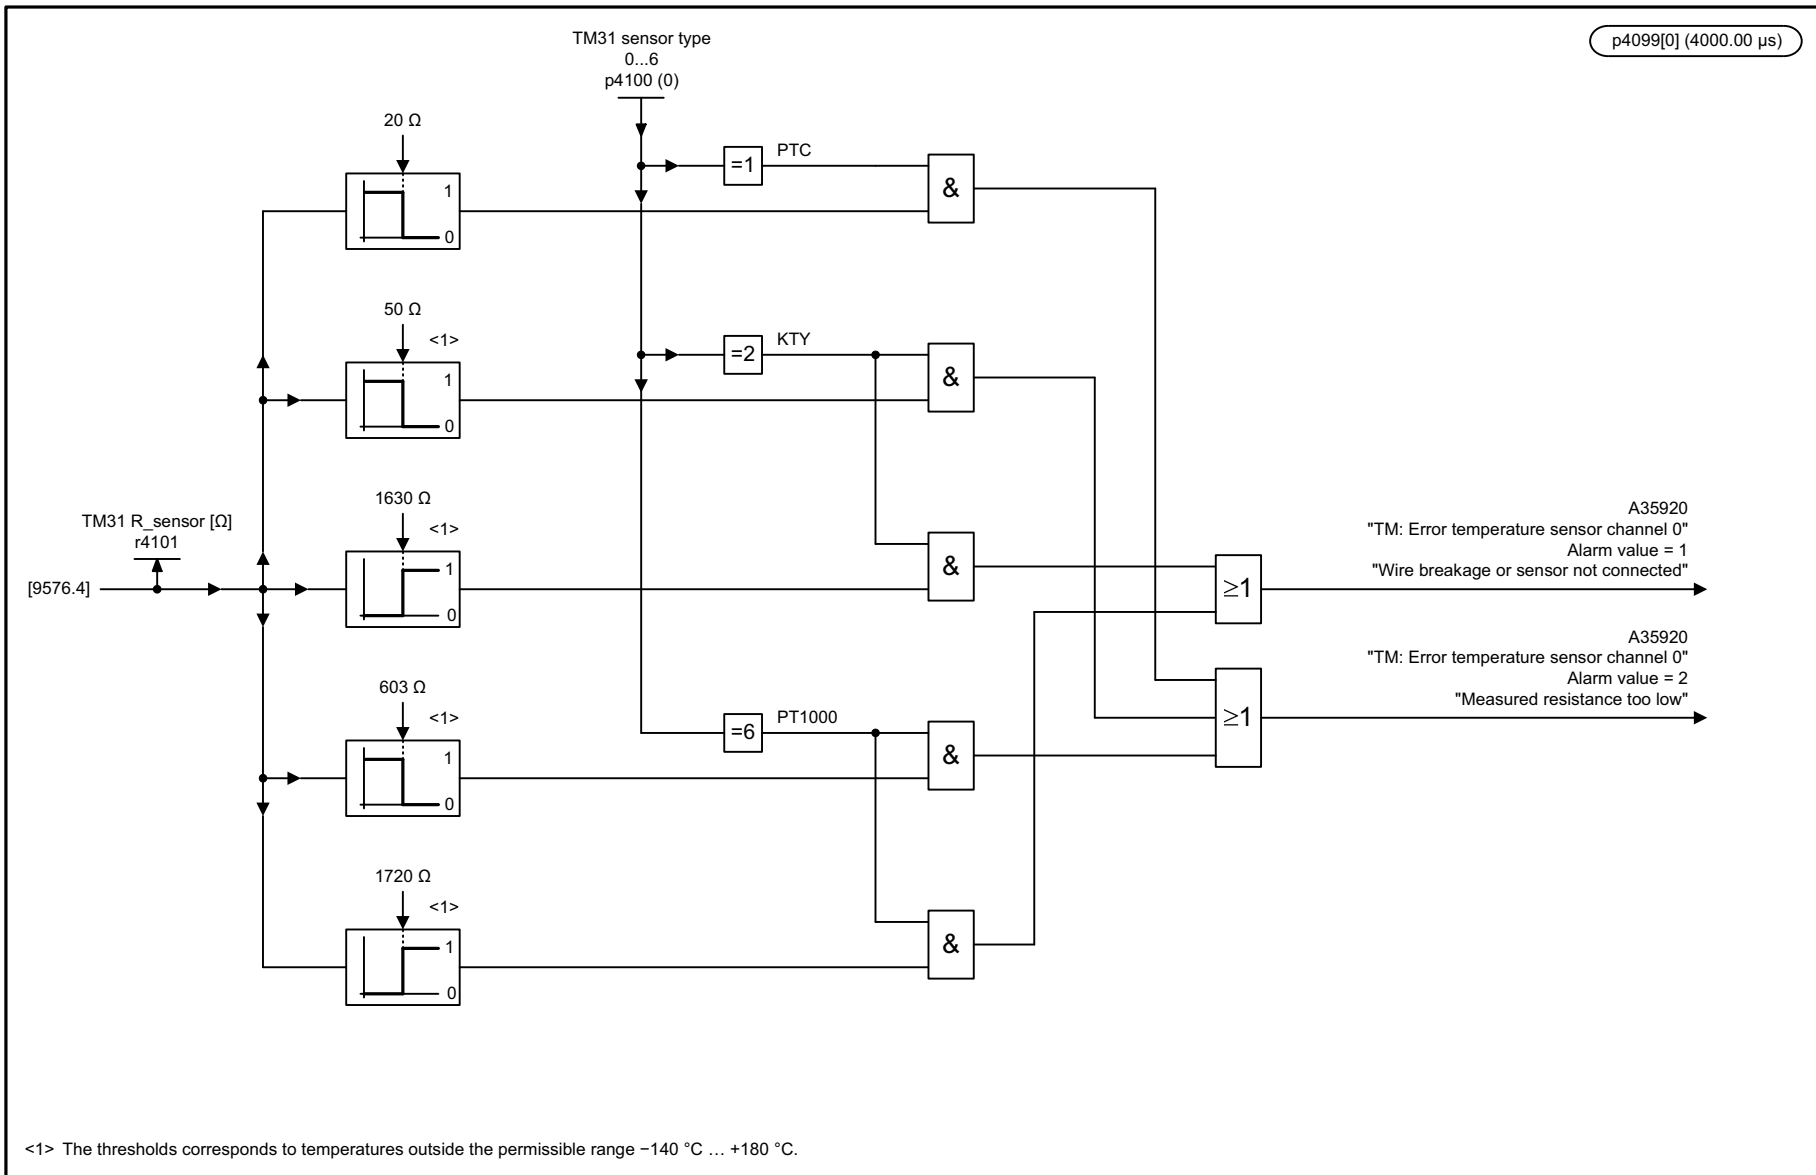 TM31 sensor type
0...6
p4100 (0)
p4099[0] (4000.00 µs)
20 Ω
1
0
=1
PTC
&
50 Ω
<1>
1
0
=2
KTY
&
1630 Ω
<1>
1
0
&
TM31 R_sensor [Ω]
r4101
[9576.4]
≥1
A35920
"TM: Error temperature sensor channel 0"
Alarm value = 1
"Wire breakage or sensor not connected"
603 Ω
<1>
1
0
=6
PT1000
&
≥1
A35920
"TM: Error temperature sensor channel 0"
Alarm value = 2
"Measured resistance too low"
1720 Ω
<1>
1
0
&
<1> The thresholds corresponds to temperatures outside the permissible range −140 °C … +180 °C.